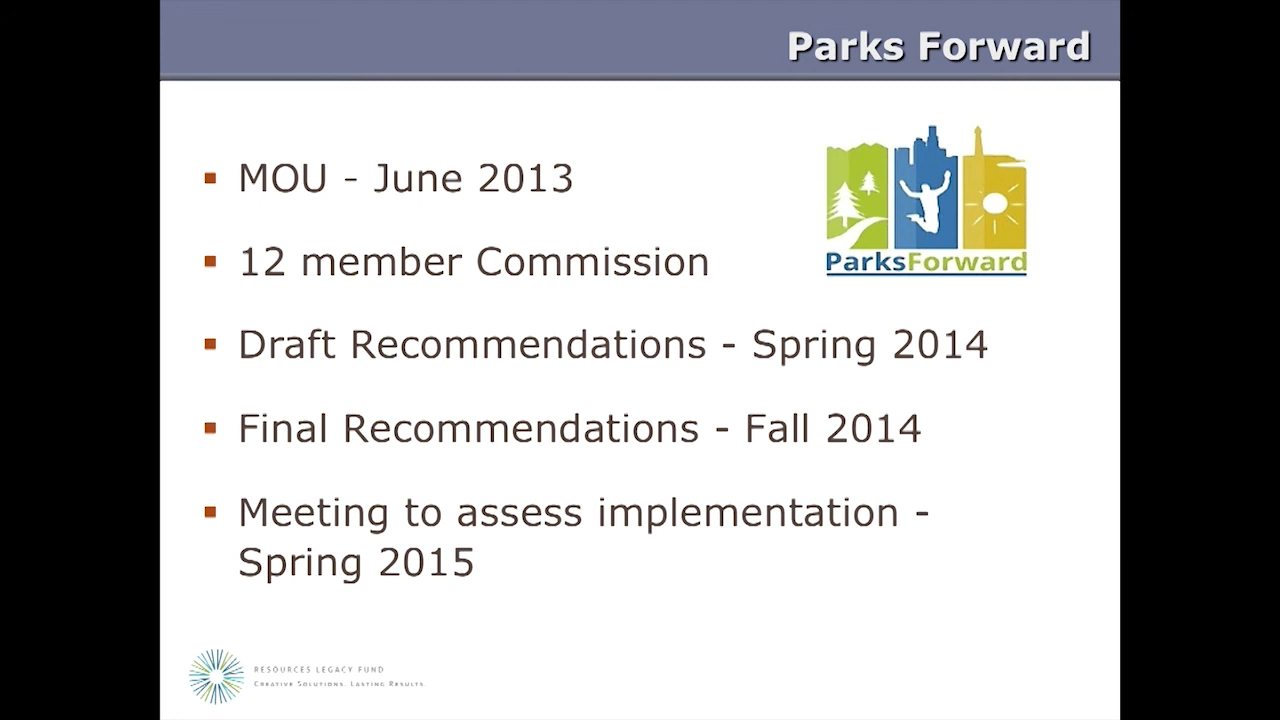 Parks Forward
▪ MOU - June 2013
ParksForward
▪ 12 member Commission
▪ Draft Recommendations - Spring 2014
▪ Final Recommendations - Fall 2014
▪ Meeting to assess implementation -
Spring 2015
RESOURCES LEGACY FUND
CREATIVE SOLUTIONS. LASTING RESULTS.